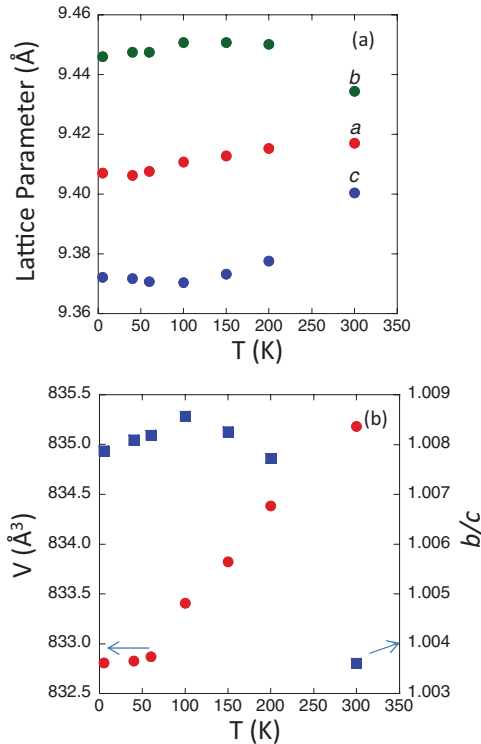 9.46
(a)
9.44
b
9.42
a
9.40
c
9.38
9.36
0 50 100 150 200 250 300 350
Lattice Parameter (Å)
T (K)
835.5 1.009
(b)
835.0 1.008
834.5 1.007
834.0 1.006
833.5 1.005
833.0 1.004
832.5 1.003
0 50 100 150 200 250 300 350
V (Å³)
b/c
T (K)